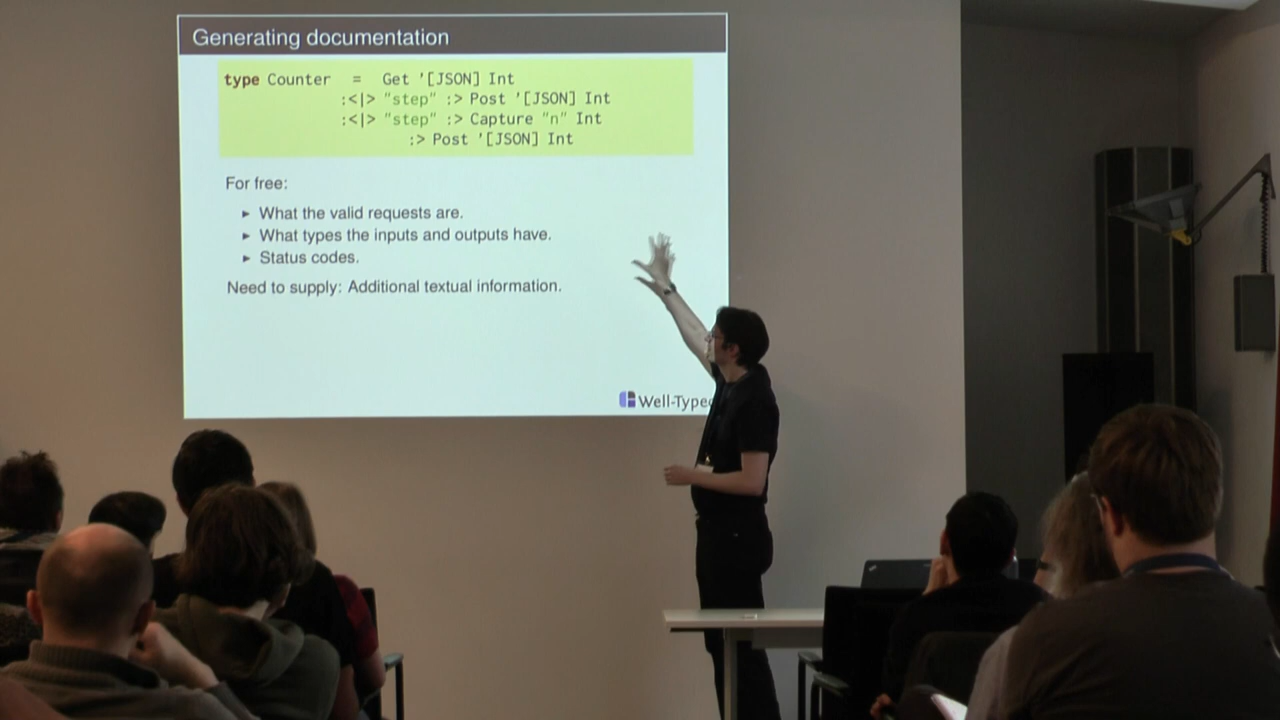 Generating documentation
type Counter = Get '[JSON] Int
:<|> "step" :> Post '[JSON] Int
:<|> "step" :> Capture "n" Int
:> Post '[JSON] Int
For free:
► What the valid requests are.
► What types the inputs and outputs have.
► Status codes.
Need to supply: Additional textual information.
Well-Typed